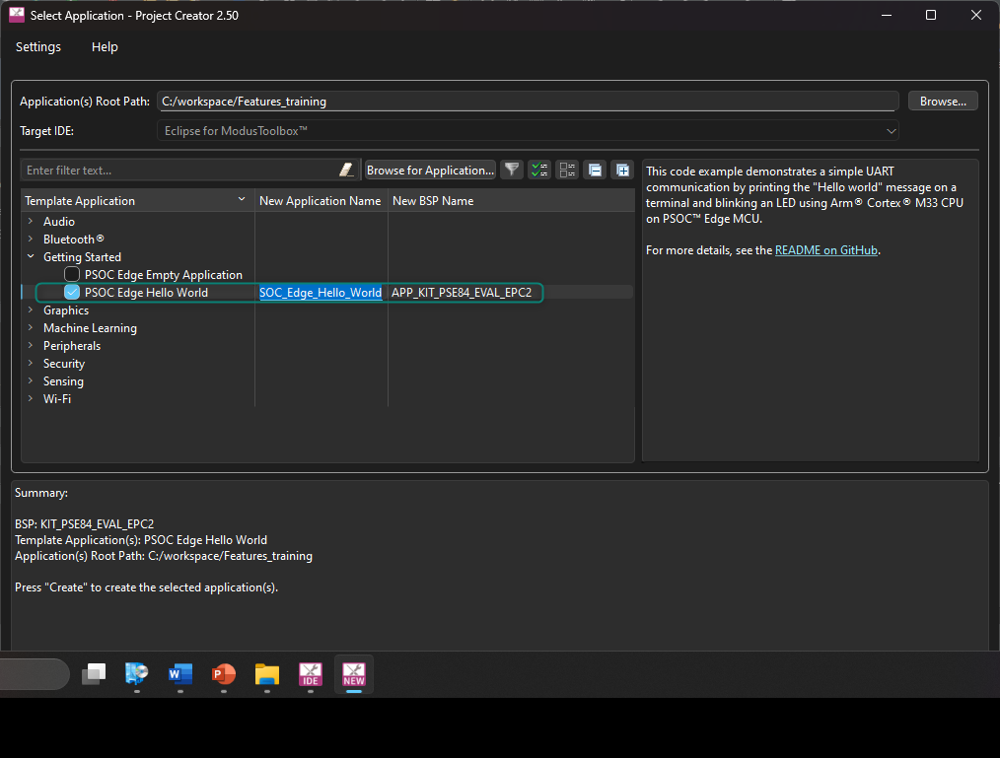 Select Application - Project Creator 2.50
Settings Help
Application(s) Root Path: C:/workspace/Features_training Browse...
Target IDE: Eclipse for ModusToolbox™
Enter filter text... Browse for Application...
Template Application New Application Name New BSP Name
Audio
Bluetooth®
Getting Started
PSOC Edge Empty Application
PSOC Edge Hello World SOC_Edge_Hello_World APP_KIT_PSE84_EVAL_EPC2
Graphics
Machine Learning
Peripherals
Security
Sensing
Wi-Fi
This code example demonstrates a simple UART
communication by printing the "Hello world" message on a
terminal and blinking an LED using Arm® Cortex® M33 CPU
on PSOC™ Edge MCU.
For more details, see the README on GitHub.
Summary:
BSP: KIT_PSE84_EVAL_EPC2
Template Application(s): PSOC Edge Hello World
Application(s) Root Path: C:/workspace/Features_training
Press "Create" to create the selected application(s).
W P IDE NEW